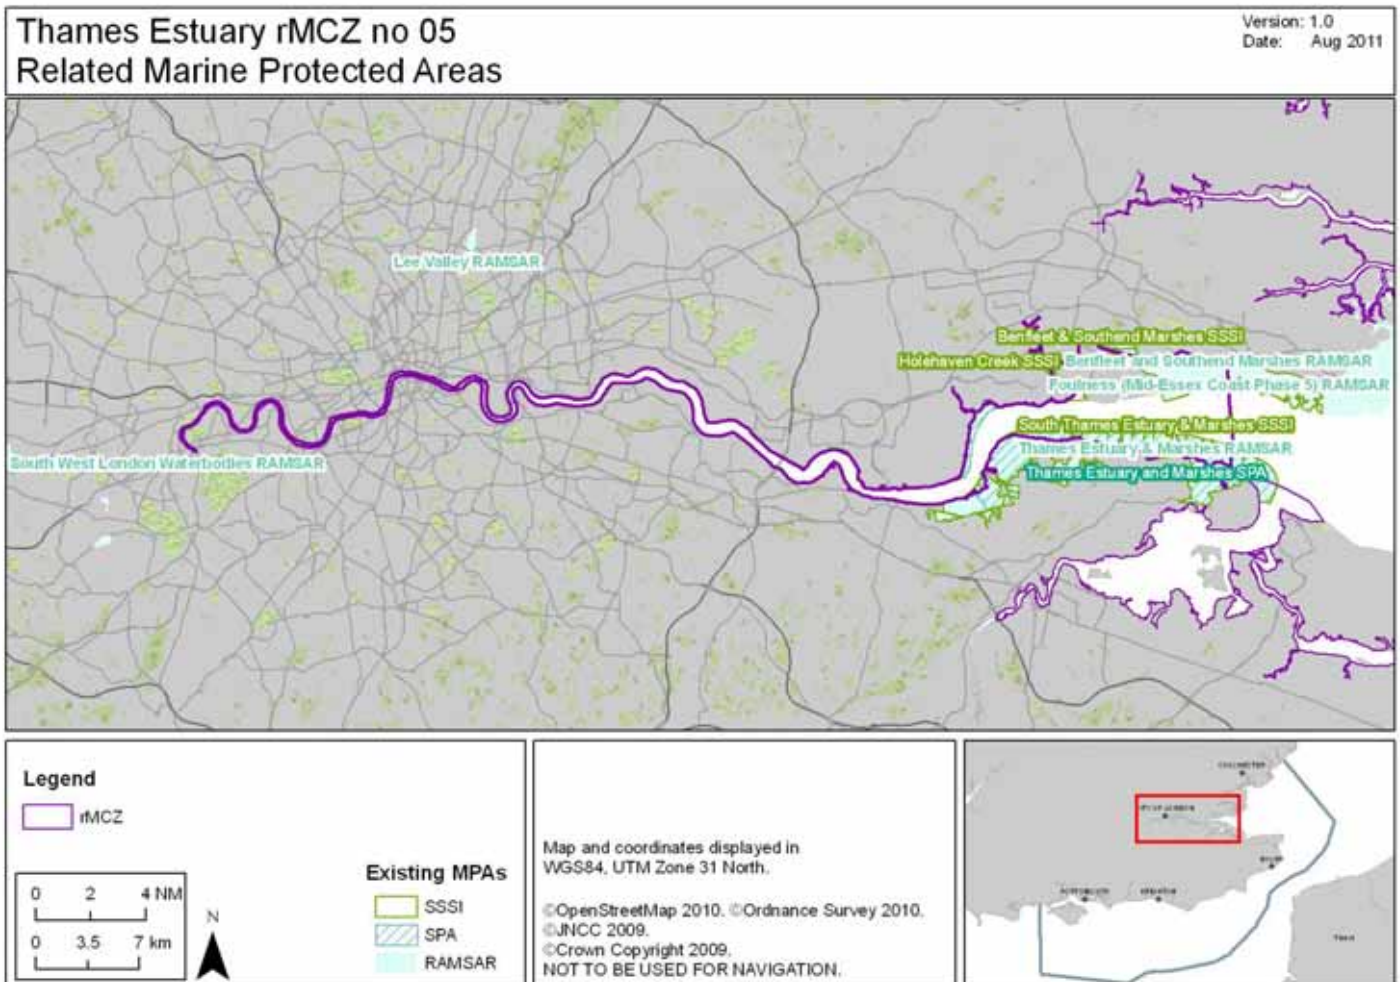 Thames Estuary rMCZ no 05
Related Marine Protected Areas
Version: 1.0
Date: Aug 2011
Lee Valley RAMSAR
Benfleet & Southend Marshes SSSI
Holehaven Creek SSSI
Benfleet and Southend Marshes RAMSAR
Foulness (Mid-Essex Coast Phase 5) RAMSAR
South Thames Estuary & Marshes SSSI
Thames Estuary & Marshes RAMSAR
South West London Waterbodies RAMSAR
Thames Estuary and Marshes SPA
Legend
rMCZ
0 2 4 NM
0 3.5 7 km
N
Existing MPAs
SSSI
SPA
RAMSAR
Map and coordinates displayed in
WGS84, UTM Zone 31 North.
©OpenStreetMap 2010. ©Ordnance Survey 2010.
©JNCC 2009.
©Crown Copyright 2009.
NOT TO BE USED FOR NAVIGATION.